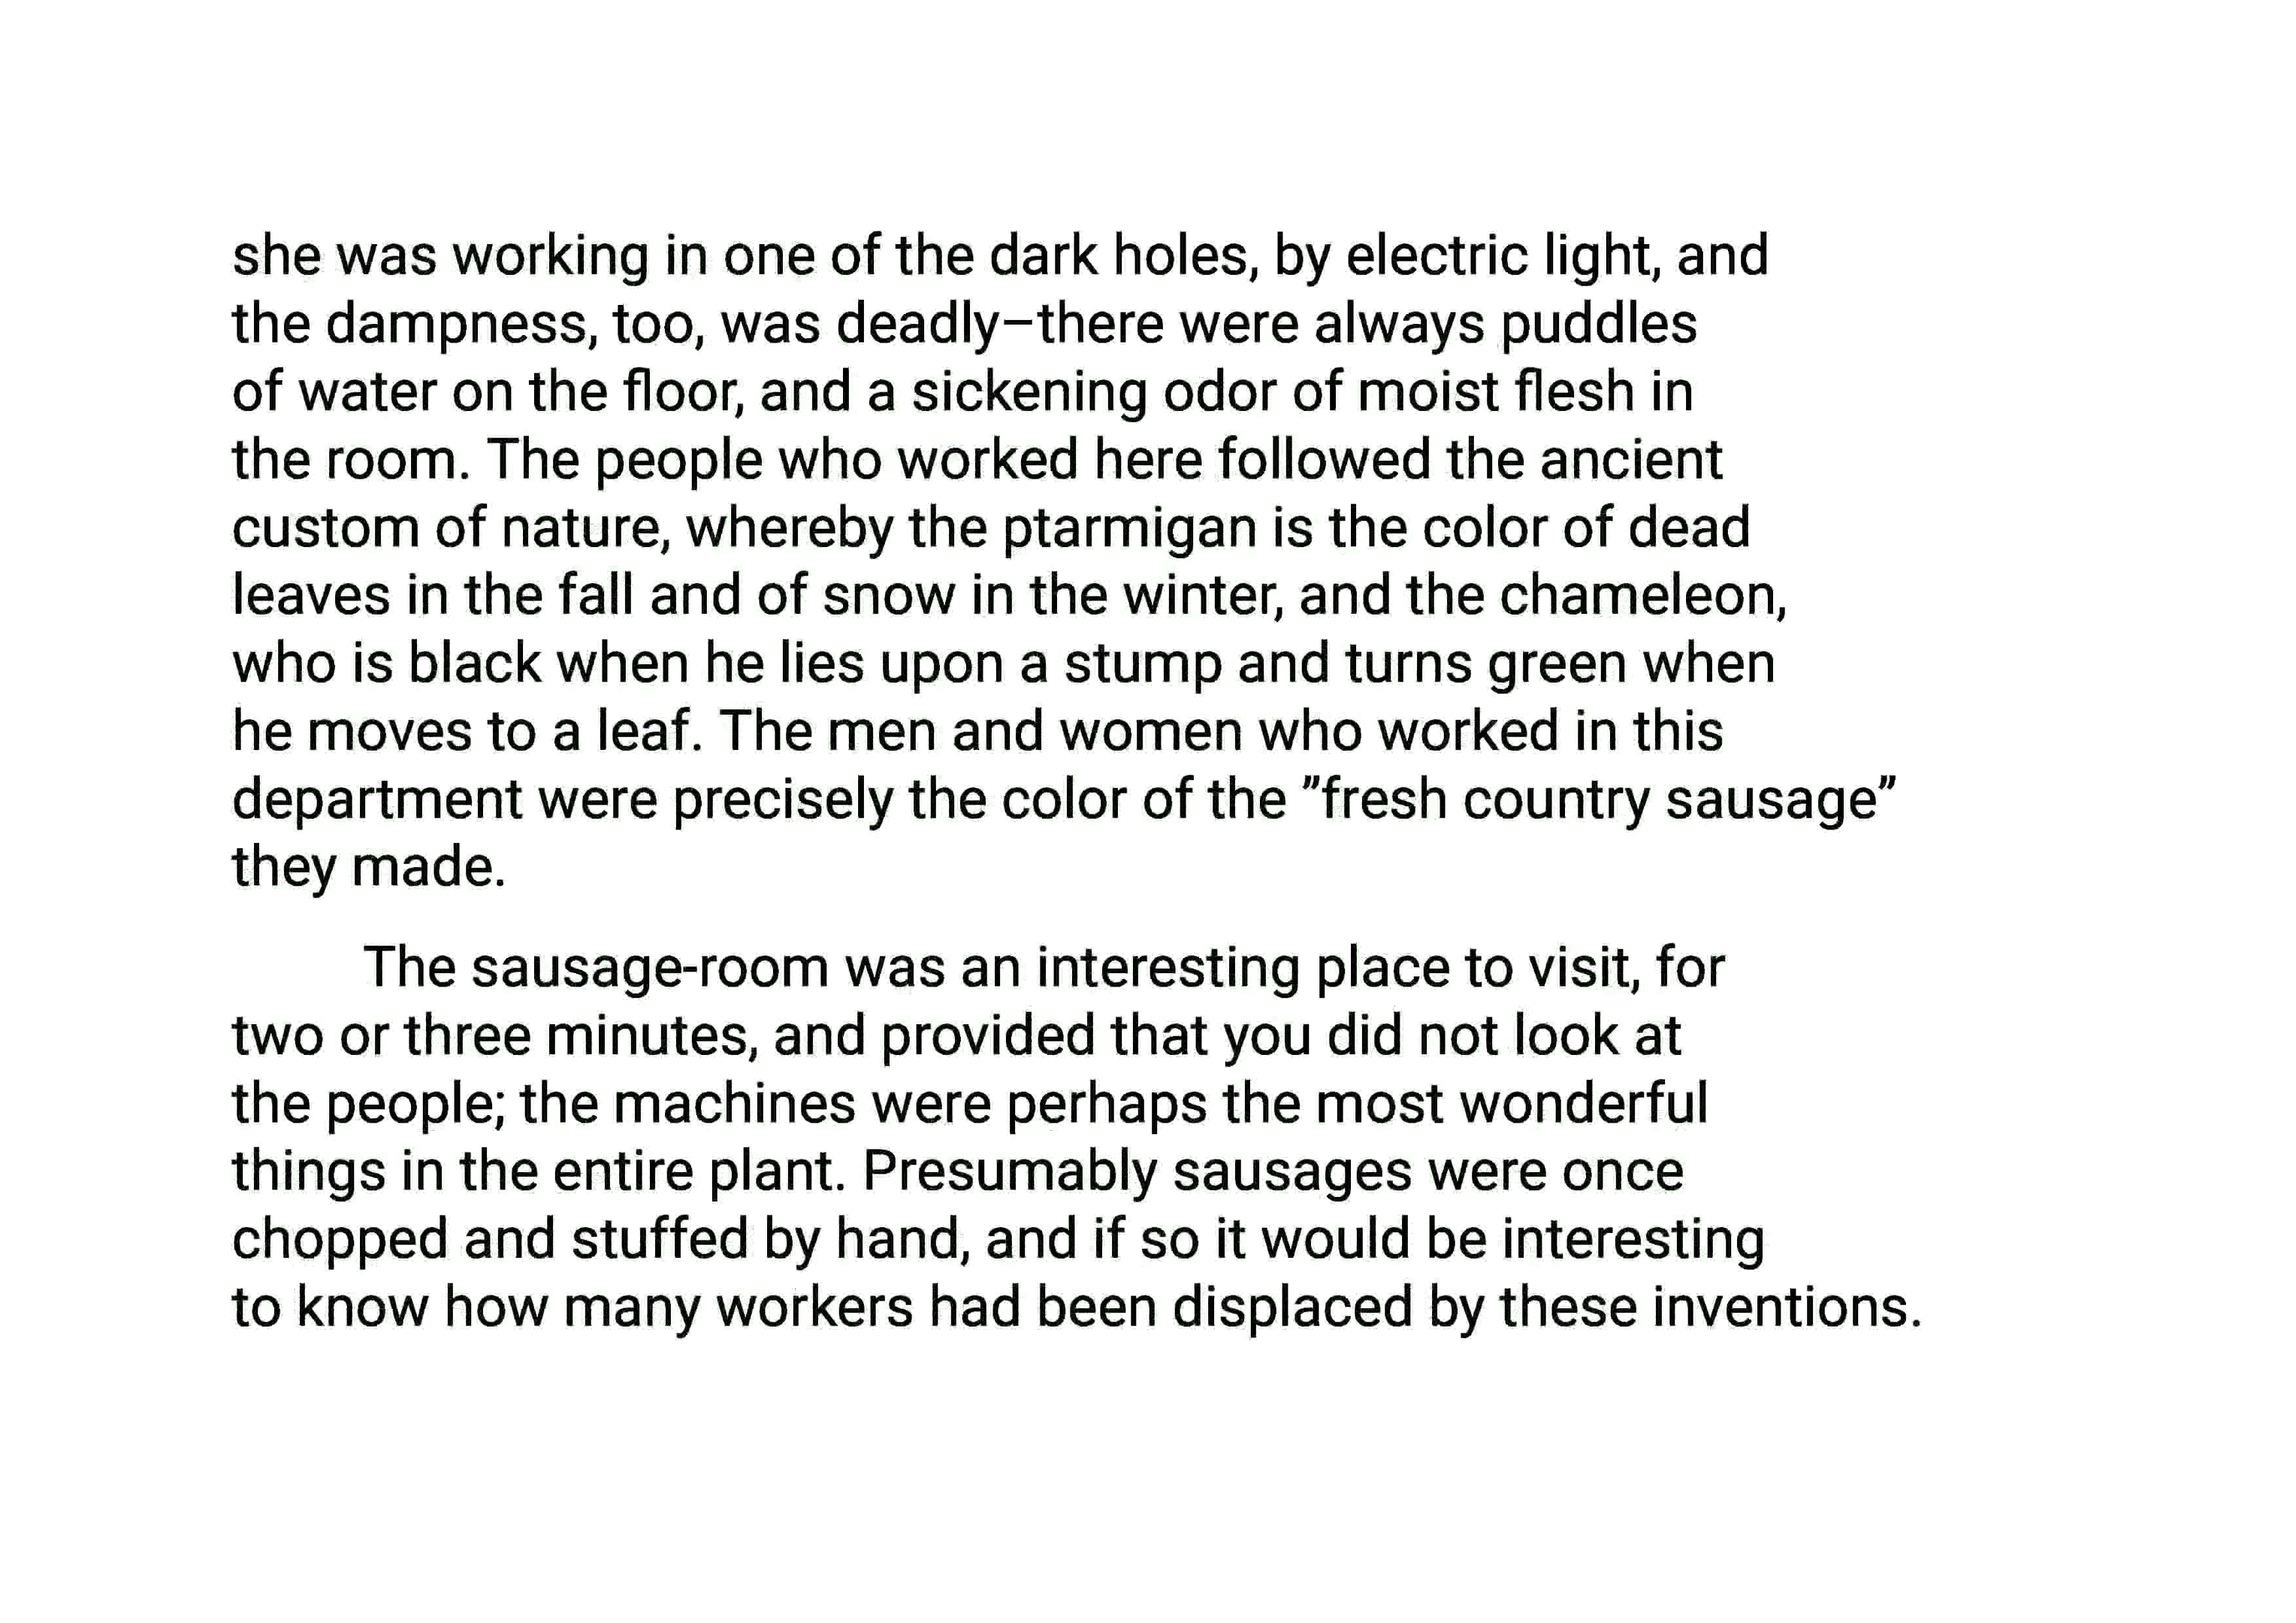 she was working in one of the dark holes, by electric light, and
the dampness, too, was deadly–there were always puddles
of water on the floor, and a sickening odor of moist flesh in
the room. The people who worked here followed the ancient
custom of nature, whereby the ptarmigan is the color of dead
leaves in the fall and of snow in the winter, and the chameleon,
who is black when he lies upon a stump and turns green when
he moves to a leaf. The men and women who worked in this
department were precisely the color of the ”fresh country sausage”
they made.
The sausage-room was an interesting place to visit, for
two or three minutes, and provided that you did not look at
the people; the machines were perhaps the most wonderful
things in the entire plant. Presumably sausages were once
chopped and stuffed by hand, and if so it would be interesting
to know how many workers had been displaced by these inventions.